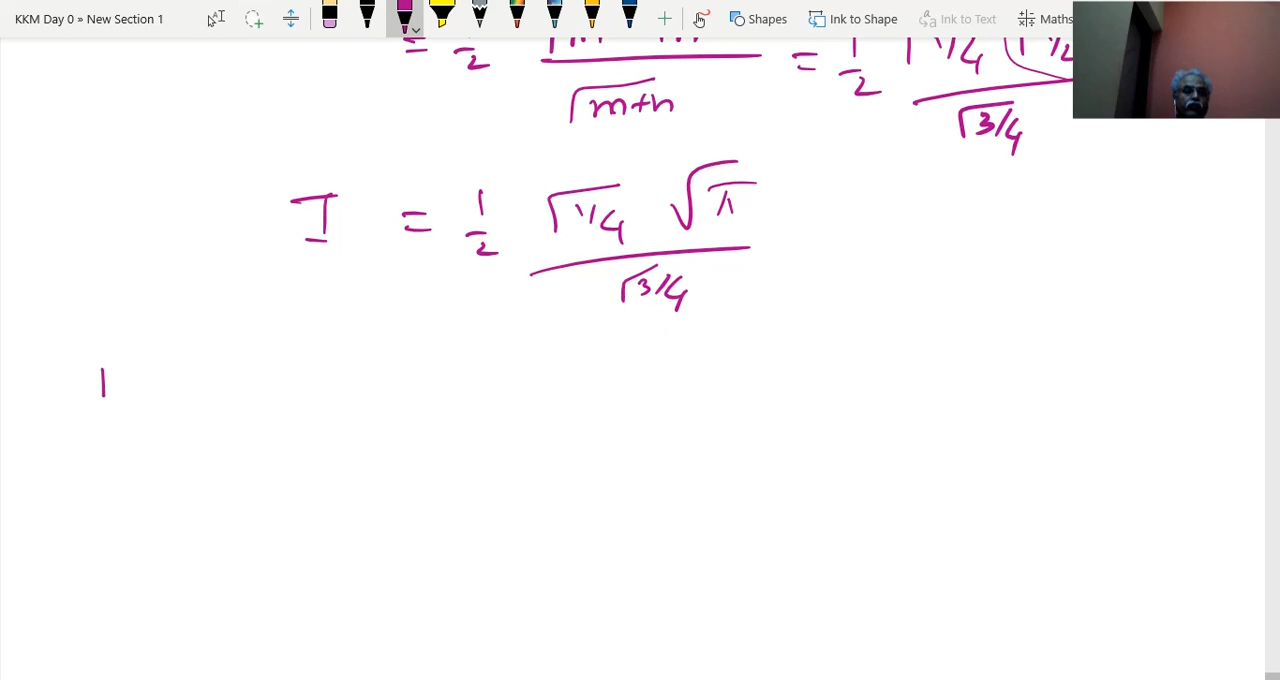 KKM Day 0 » New Section 1 Shapes Ink to Shape Ink to Text Maths
= 1/2 Γm Γn / Γm+n = 1/2 Γ1/4 Γ1/2 / Γ3/4
I = 1/2 Γ1/4 √π / Γ3/4